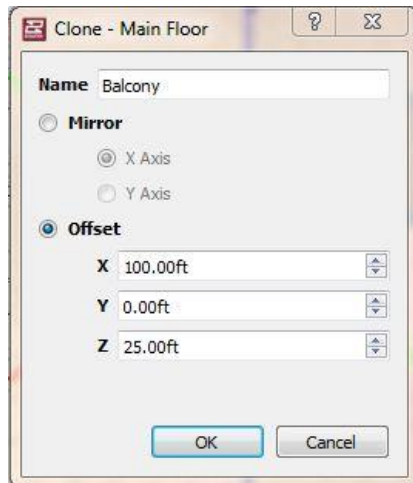 Clone - Main Floor
Name Balcony
Mirror
X Axis
Y Axis
Offset
X 100.00ft
Y 0.00ft
Z 25.00ft
OK Cancel